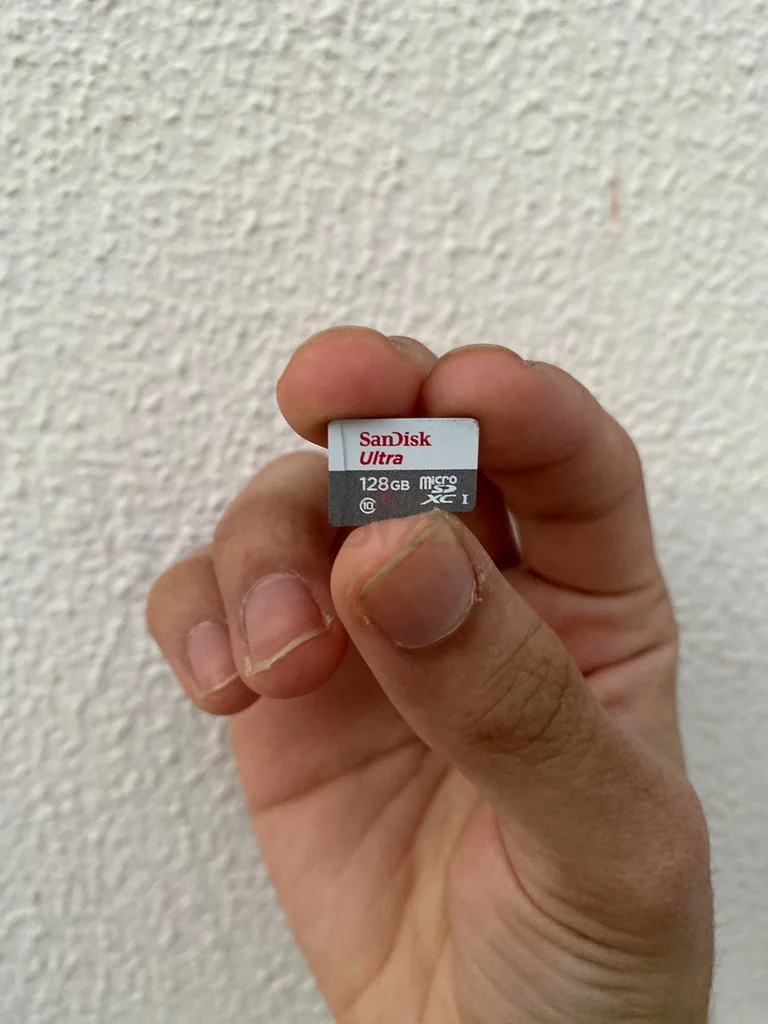 SanDisk
Ultra
128GB
micro
SD
XC I
10